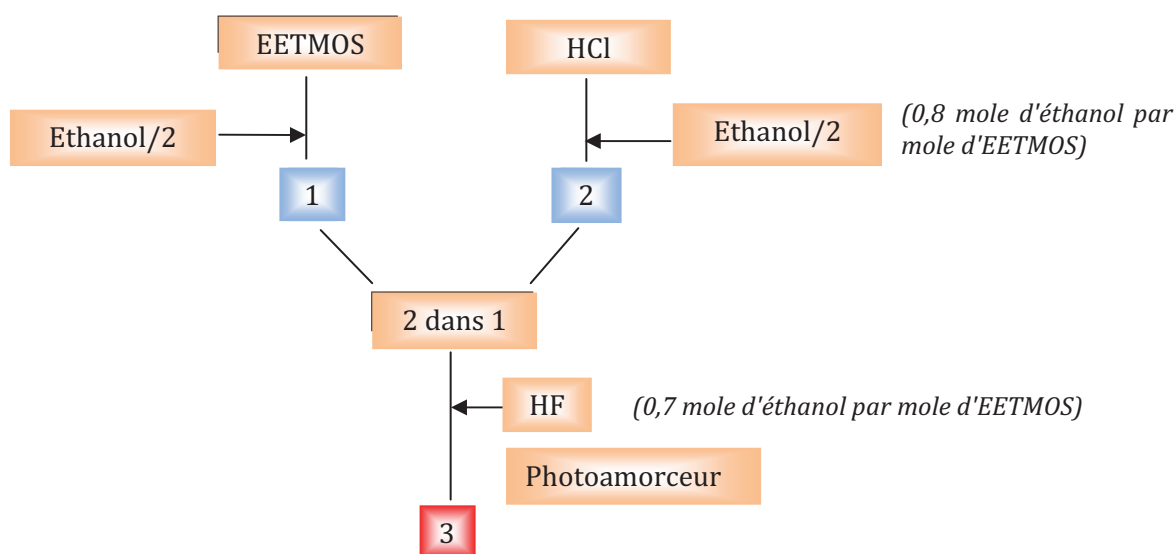 EETMOS
HCl
Ethanol/2
Ethanol/2
(0,8 mole d'éthanol par
mole d'EETMOS)
1
2
2 dans 1
HF
(0,7 mole d'éthanol par mole d'EETMOS)
Photoamorceur
3